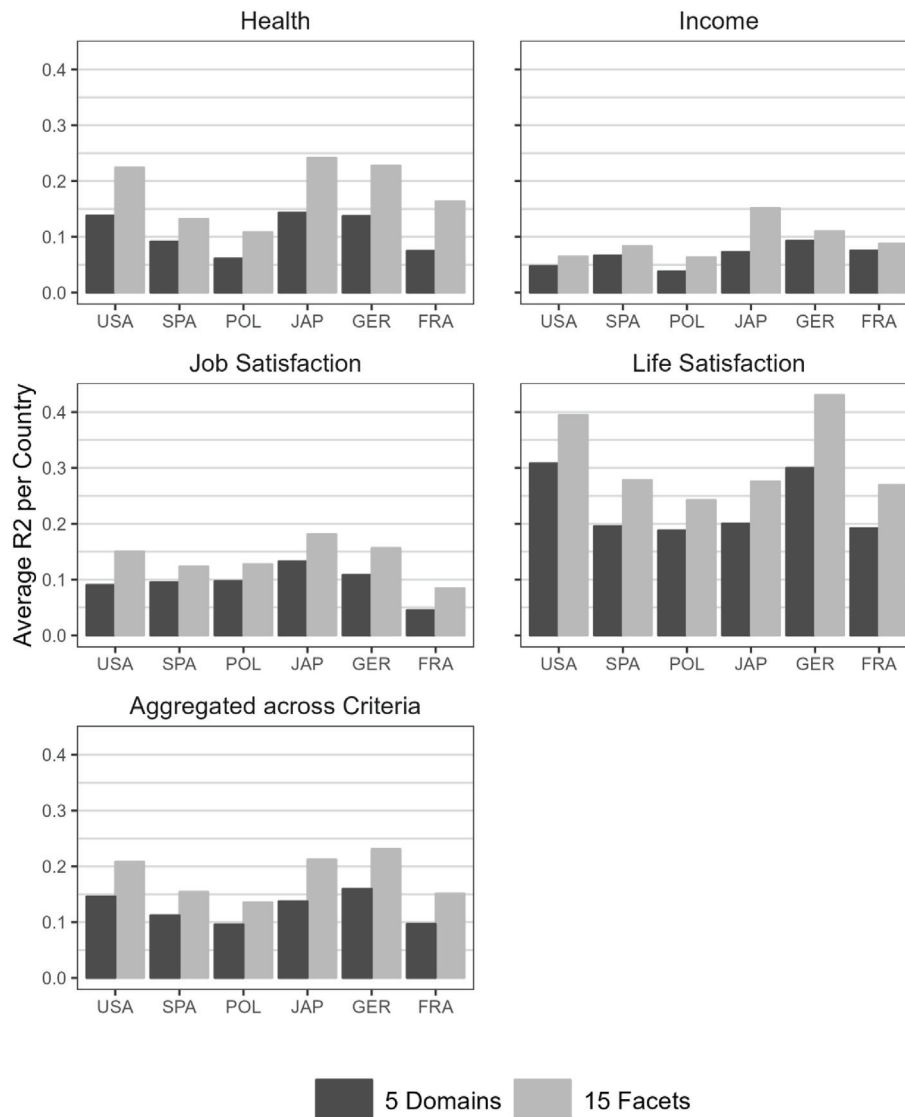 Health
Income
0.4
0.3
0.2
0.1
0.0
USA SPA POL JAP GER FRA
USA SPA POL JAP GER FRA
Job Satisfaction
Life Satisfaction
Average R2 per Country
0.4
0.3
0.2
0.1
0.0
USA SPA POL JAP GER FRA
USA SPA POL JAP GER FRA
Aggregated across Criteria
0.4
0.3
0.2
0.1
0.0
USA SPA POL JAP GER FRA
5 Domains 15 Facets